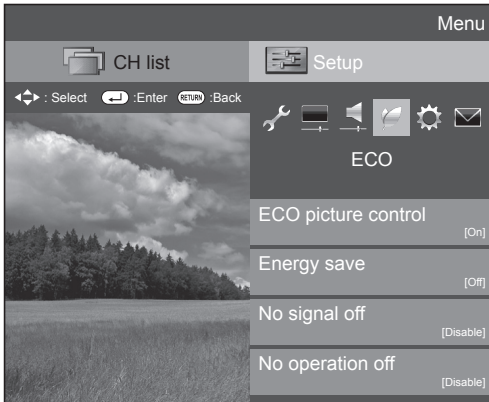 Menu
CH list
Setup
: Select :Enter RETURN :Back
ECO
ECO picture control
[On]
Energy save
[Off]
No signal off
[Disable]
No operation off
[Disable]